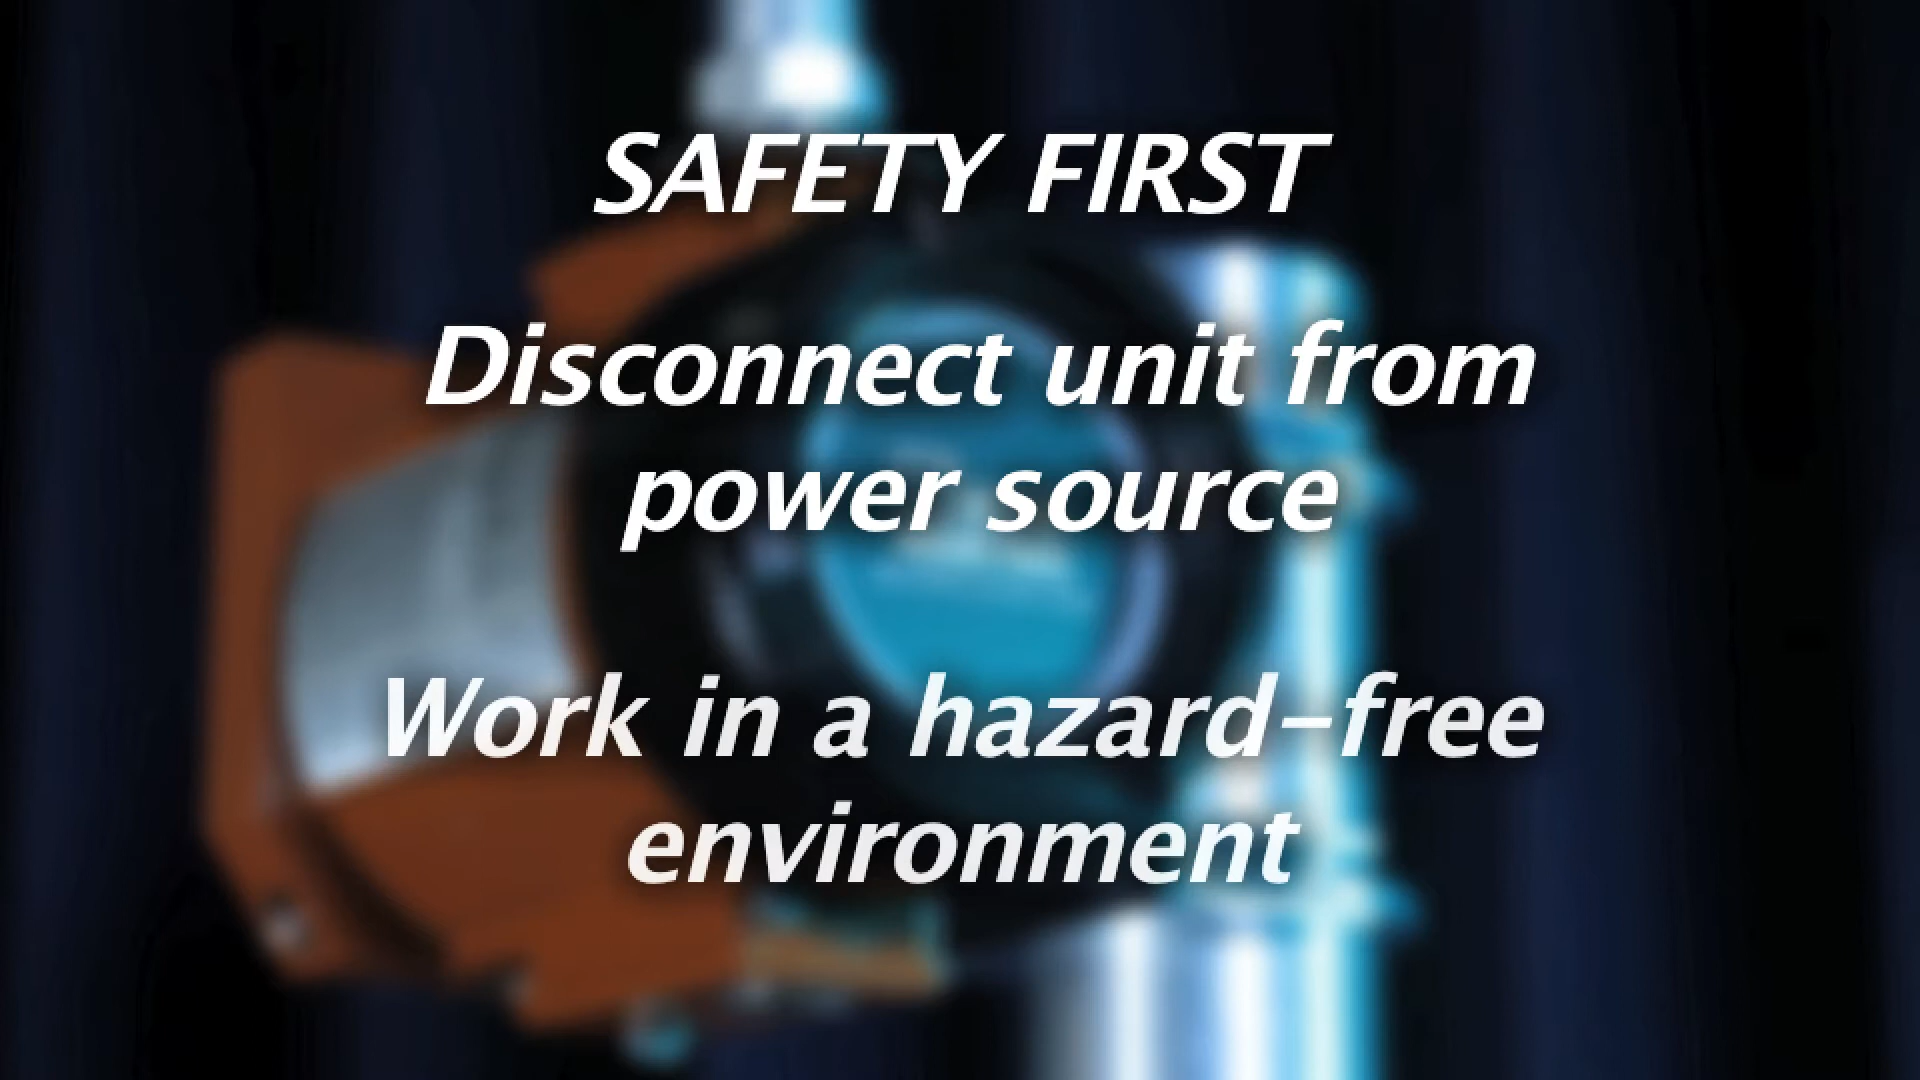 SAFETY FIRST
Disconnect unit from
power source
Work in a hazard-free
environment